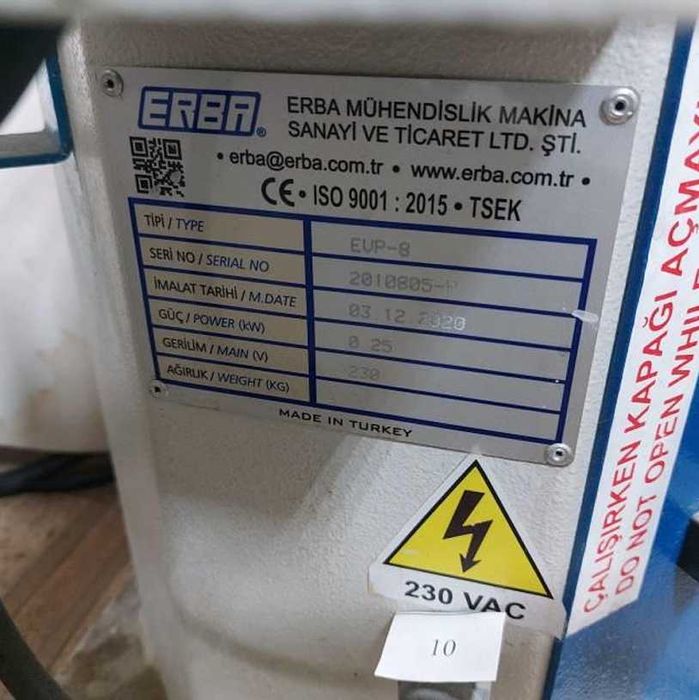 ERBA®
ERBA MÜHENDİSLİK MAKİNA
SANAYİ VE TİCARET LTD. ŞTİ.
• erba@erba.com.tr • www.erba.com.tr •
CE • ISO 9001 : 2015 • TSEK
TİPİ / TYPE EVP-8
SERİ NO / SERIAL NO
İMALAT TARİHİ / M.DATE 03.12.2020
GÜÇ / POWER (kW) 0.25
GERİLİM / MAIN (V) 230
AĞIRLIK / WEIGHT (KG)
MADE IN TURKEY
230 VAC
10
ÇALIŞIRKEN KAPAĞI
DO NOT OPEN